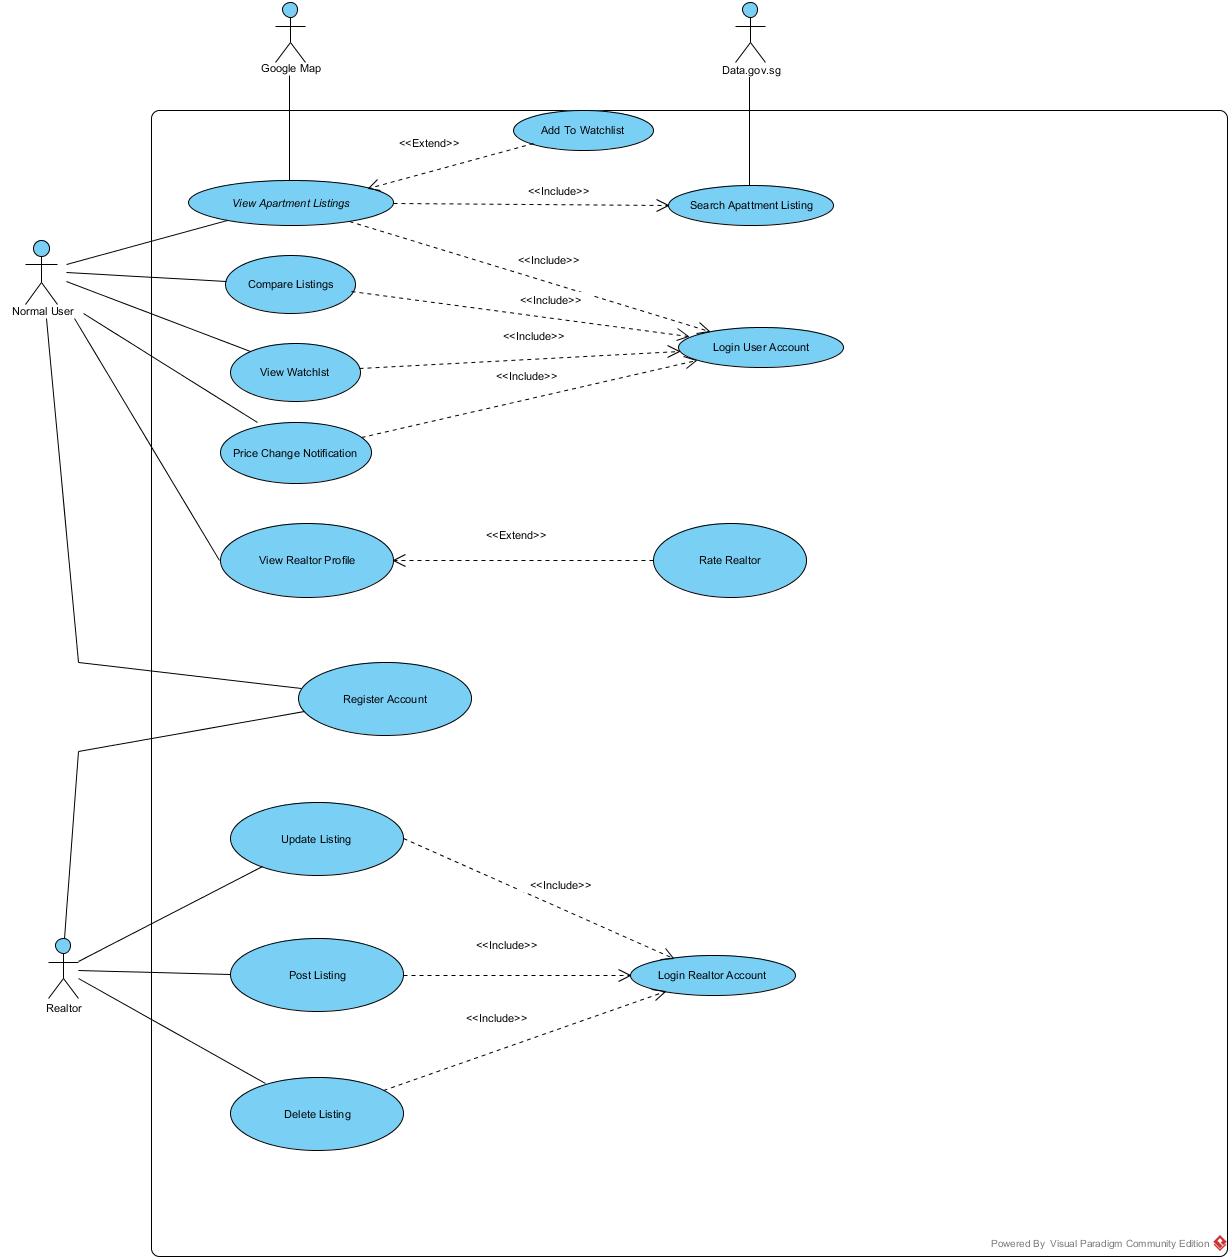 Google Map
Data.gov.sg
Add To Watchlist
<<Extend>>
<<Include>>
View Apartment Listings
Search Apattment Listing
<<Include>>
Compare Listings
<<Include>>
Normal User
<<Include>>
Login User Account
View Watchlst
<<Include>>
Price Change Notification
<<Extend>>
View Realtor Profile
Rate Realtor
Register Account
Update Listing
<<Include>>
<<Include>>
Post Listing
Login Realtor Account
Realtor
<<Include>>
Delete Listing
Powered By Visual Paradigm Community Edition